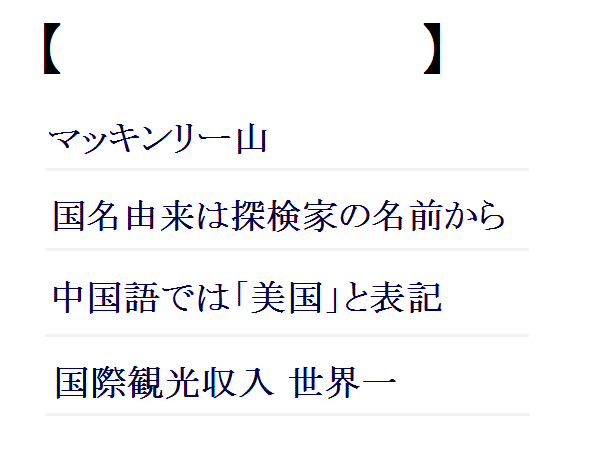 【　　　　　　　　　】
マッキンリー山
国名由来は探検家の名前から
中国語では「美国」と表記
国際観光収入 世界一